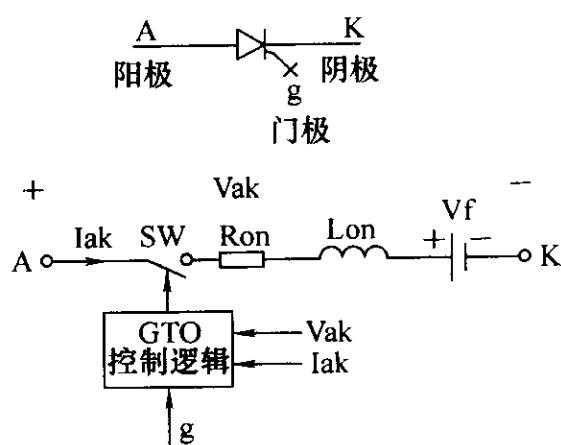 A K
阳极 阴极
g
门极
+ Vak −
Iak SW Ron Lon + Vf −
A K
GTO
控制逻辑
Vak
Iak
g